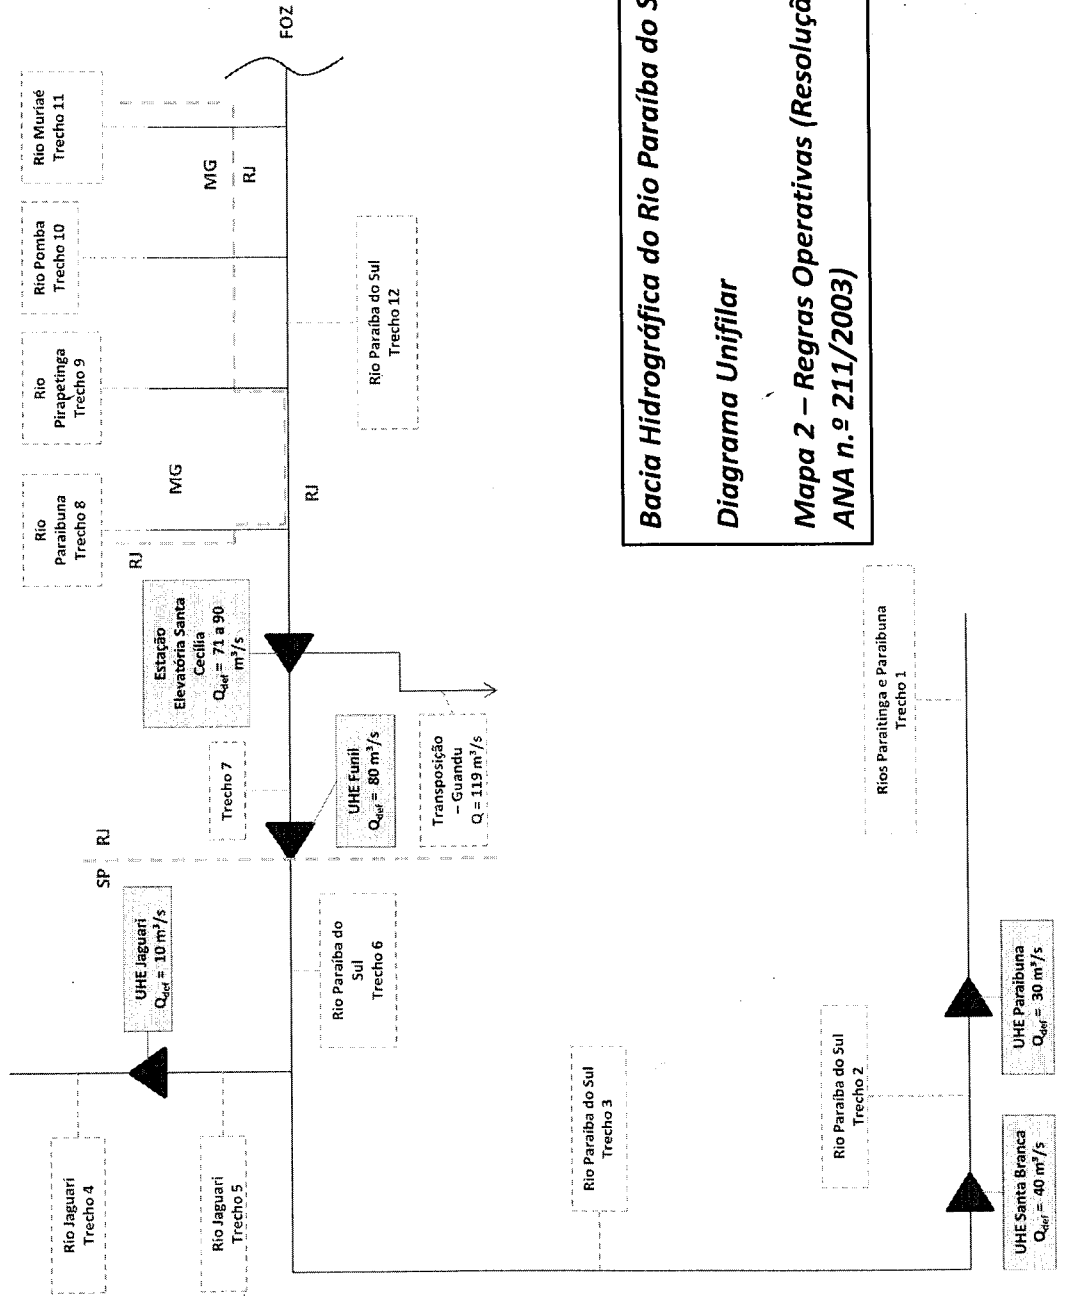 FOZ
Rio Muriaé
Trecho 11
Rio Pomba
Trecho 10
Rio
Pirapetinga
Trecho 9
Rio
Paraibuna
Trecho 8
MG
RJ
MG
RJ
RJ
Rio Paraíba do Sul
Trecho 12
Estação
Elevatória Santa
Cecília
Qdef = 71 a 90
m³/s
Trecho 7
UHE Funil
Qdef = 80 m³/s
Transposição
– Guandu
Q = 119 m³/s
SP
RJ
UHE Jaguari
Qdef = 10 m³/s
Rio Paraíba do
Sul
Trecho 6
Rio Jaguari
Trecho 4
Rio Jaguari
Trecho 5
Rio Paraíba do Sul
Trecho 3
Rio Paraíba do Sul
Trecho 2
Rios Paraitinga e Paraibuna
Trecho 1
UHE Paraibuna
Qdef = 30 m³/s
UHE Santa Branca
Qdef = 40 m³/s
Bacia Hidrográfica do Rio Paraíba do S
Diagrama Unifilar
Mapa 2 – Regras Operativas (Resoluçã
ANA n.º 211/2003)